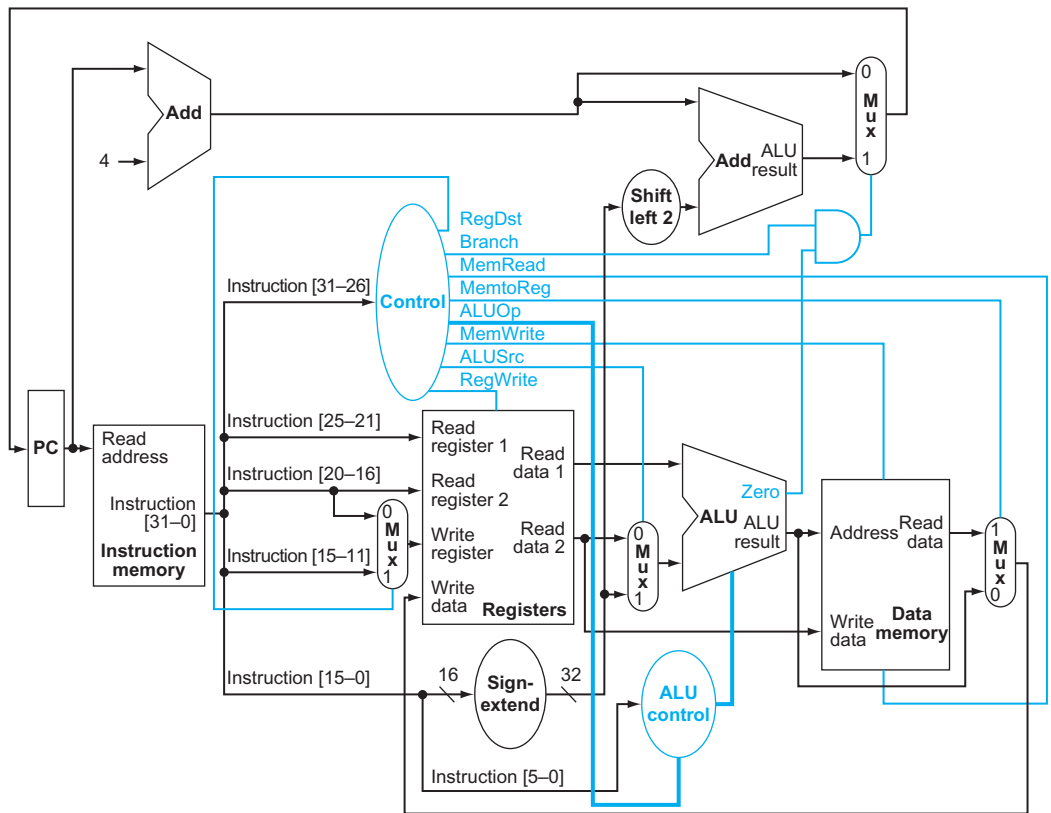 Add
4
0
M
u
x
1
Add
ALU
result
Shift
left 2
RegDst
Branch
MemRead
MemtoReg
ALUOp
MemWrite
ALUSrc
RegWrite
Control
Instruction [31–26]
Instruction [25–21]
Instruction [20–16]
Instruction [15–11]
Instruction [15–0]
Instruction [5–0]
PC
Read
address
Instruction
[31–0]
Instruction
memory
0
M
u
x
1
Read
register 1
Read
register 2
Write
register
Write
data
Read
data 1
Read
data 2
Registers
0
M
u
x
1
Zero
ALU
ALU
result
Address
Read
data
Write
data
Data
memory
1
M
u
x
0
16
Sign-
extend
32
ALU
control